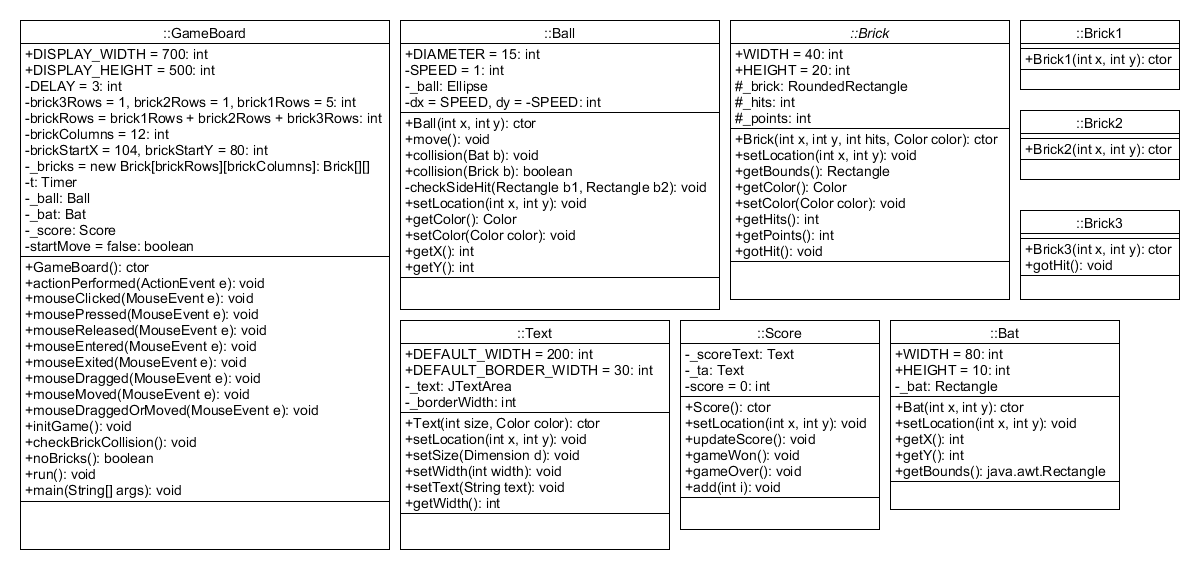 ::GameBoard
+DISPLAY_WIDTH = 700: int
+DISPLAY_HEIGHT = 500: int
-DELAY = 3: int
-brick3Rows = 1, brick2Rows = 1, brick1Rows = 5: int
-brickRows = brick1Rows + brick2Rows + brick3Rows: int
-brickColumns = 12: int
-brickStartX = 104, brickStartY = 80: int
-_bricks = new Brick[brickRows][brickColumns]: Brick[][]
-t: Timer
-_ball: Ball
-_bat: Bat
-_score: Score
-startMove = false: boolean
+GameBoard(): ctor
+actionPerformed(ActionEvent e): void
+mouseClicked(MouseEvent e): void
+mousePressed(MouseEvent e): void
+mouseReleased(MouseEvent e): void
+mouseEntered(MouseEvent e): void
+mouseExited(MouseEvent e): void
+mouseDragged(MouseEvent e): void
+mouseMoved(MouseEvent e): void
+mouseDraggedOrMoved(MouseEvent e): void
+initGame(): void
+checkBrickCollision(): void
+noBricks(): boolean
+run(): void
+main(String[] args): void
::Ball
+DIAMETER = 15: int
-SPEED = 1: int
-_ball: Ellipse
-dx = SPEED, dy = -SPEED: int
+Ball(int x, int y): ctor
+move(): void
+collision(Bat b): void
+collision(Brick b): boolean
-checkSideHit(Rectangle b1, Rectangle b2): void
+setLocation(int x, int y): void
+getColor(): Color
+setColor(Color color): void
+getX(): int
+getY(): int
::Brick
+WIDTH = 40: int
+HEIGHT = 20: int
#_brick: RoundedRectangle
#_hits: int
#_points: int
+Brick(int x, int y, int hits, Color color): ctor
+setLocation(int x, int y): void
+getBounds(): Rectangle
+getColor(): Color
+setColor(Color color): void
+getHits(): int
+getPoints(): int
+gotHit(): void
::Brick1
+Brick1(int x, int y): ctor
::Brick2
+Brick2(int x, int y): ctor
::Brick3
+Brick3(int x, int y): ctor
+gotHit(): void
::Text
+DEFAULT_WIDTH = 200: int
+DEFAULT_BORDER_WIDTH = 30: int
-_text: JTextArea
-_borderWidth: int
+Text(int size, Color color): ctor
+setLocation(int x, int y): void
+setSize(Dimension d): void
+setWidth(int width): void
+setText(String text): void
+getWidth(): int
::Score
-_scoreText: Text
-_ta: Text
-score = 0: int
+Score(): ctor
+setLocation(int x, int y): void
+updateScore(): void
+gameWon(): void
+gameOver(): void
+add(int i): void
::Bat
+WIDTH = 80: int
+HEIGHT = 10: int
-_bat: Rectangle
+Bat(int x, int y): ctor
+setLocation(int x, int y): void
+getX(): int
+getY(): int
+getBounds(): java.awt.Rectangle